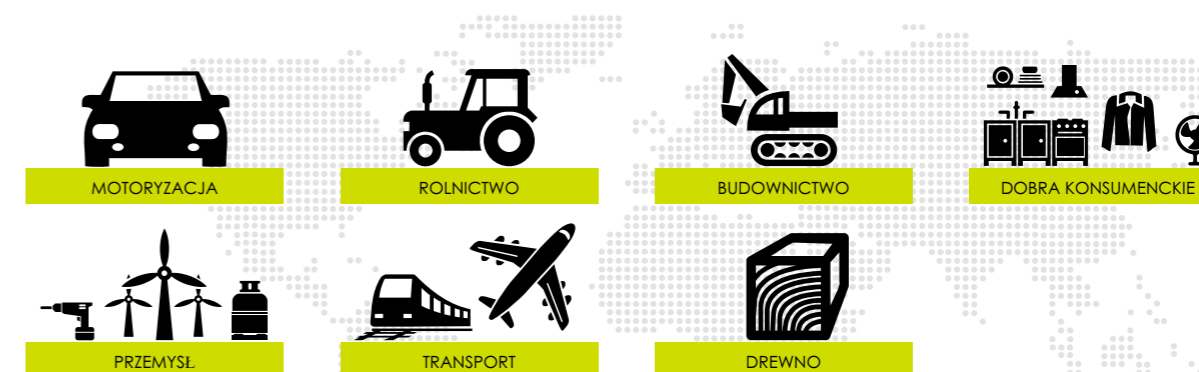 MOTORYZACJA
ROLNICTWO
BUDOWNICTWO
DOBRA KONSUMENCKIE
PRZEMYSŁ
TRANSPORT
DREWNO